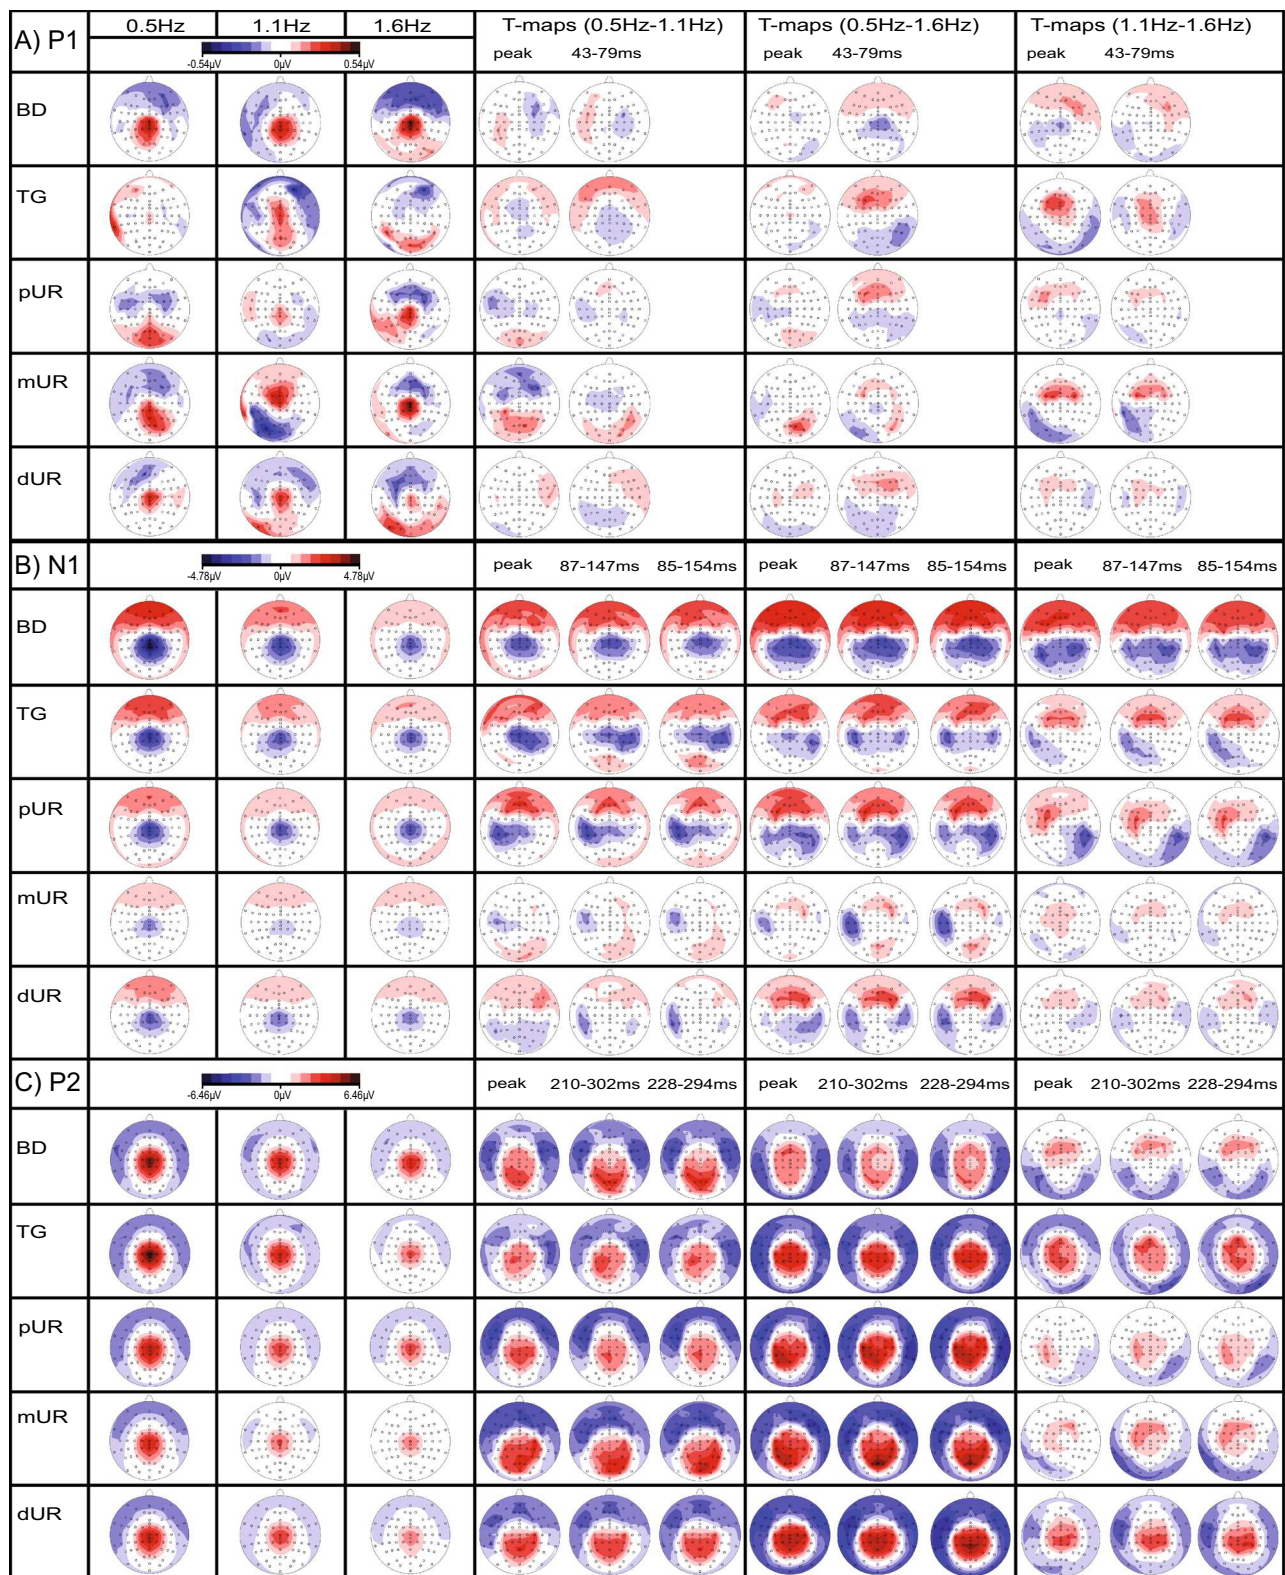 A) P1
0.5Hz
1.1Hz
1.6Hz
T-maps (0.5Hz-1.1Hz)
T-maps (0.5Hz-1.6Hz)
T-maps (1.1Hz-1.6Hz)
-0.54µV 0µV 0.54µV
peak 43-79ms
peak 43-79ms
peak 43-79ms
BD
TG
pUR
mUR
dUR
B) N1
-4.78µV 0µV 4.78µV
peak 87-147ms 85-154ms
peak 87-147ms 85-154ms
peak 87-147ms 85-154ms
BD
TG
pUR
mUR
dUR
C) P2
-6.46µV 0µV 6.46µV
peak 210-302ms 228-294ms
peak 210-302ms 228-294ms
peak 210-302ms 228-294ms
BD
TG
pUR
mUR
dUR